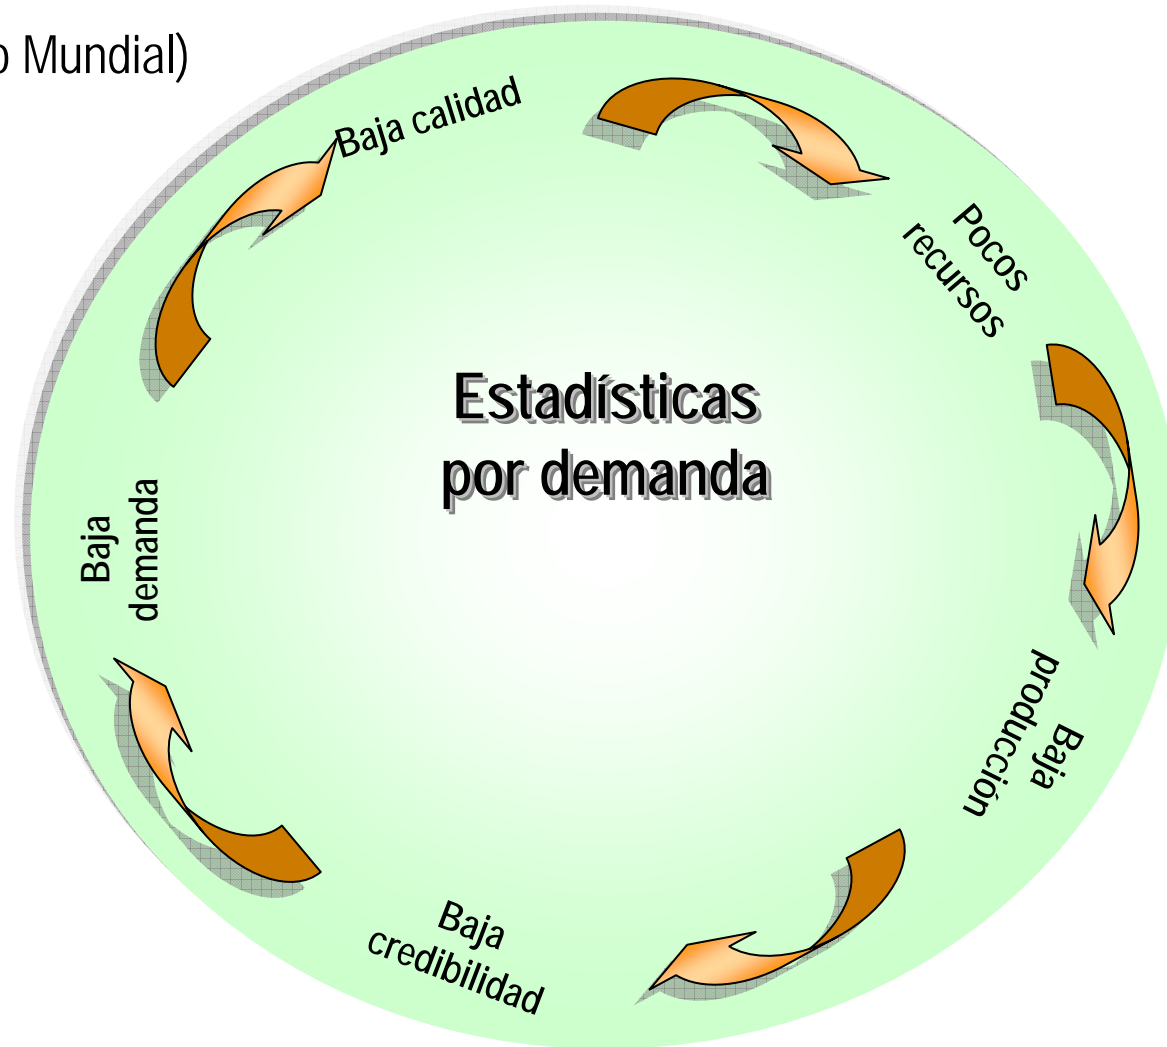 o Mundial)
Baja calidad
Pocos
recursos
Estadísticas
por demanda
Baja
demanda
Baja
producción
Baja
credibilidad